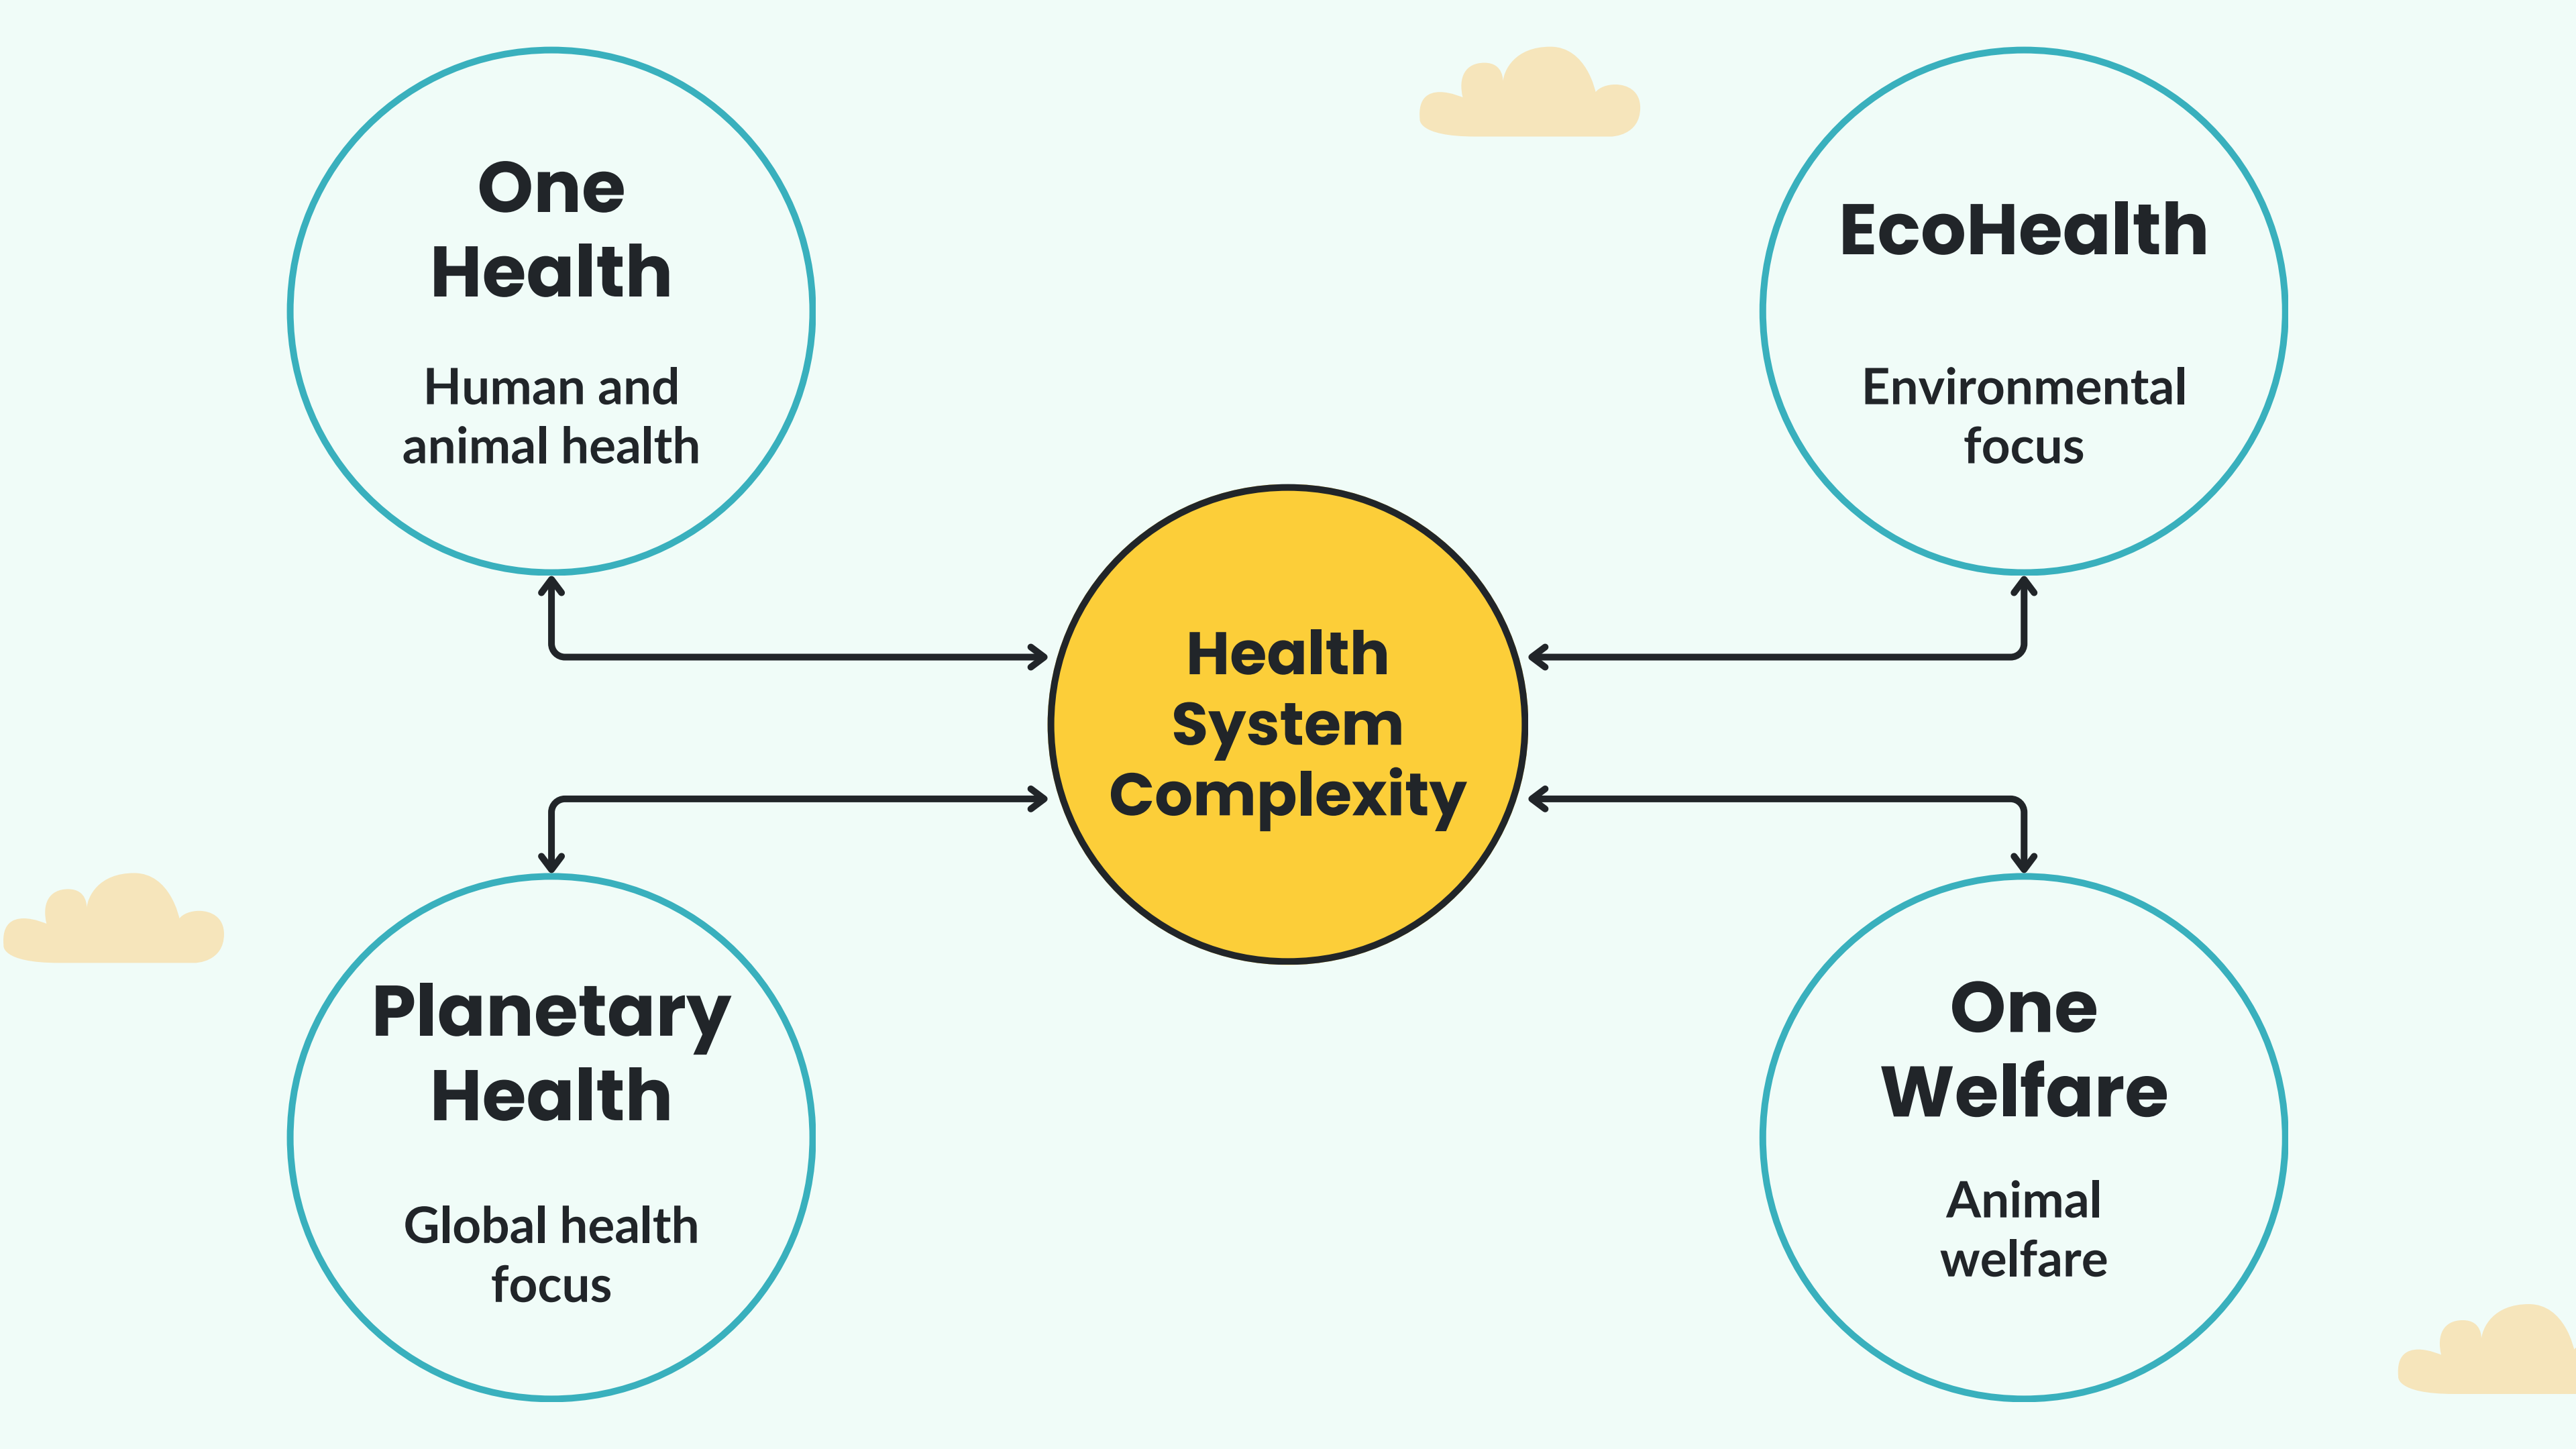 One
Health
Human and
animal health
EcoHealth
Environmental
focus
Health
System
Complexity
Planetary
Health
Global health
focus
One
Welfare
Animal
welfare